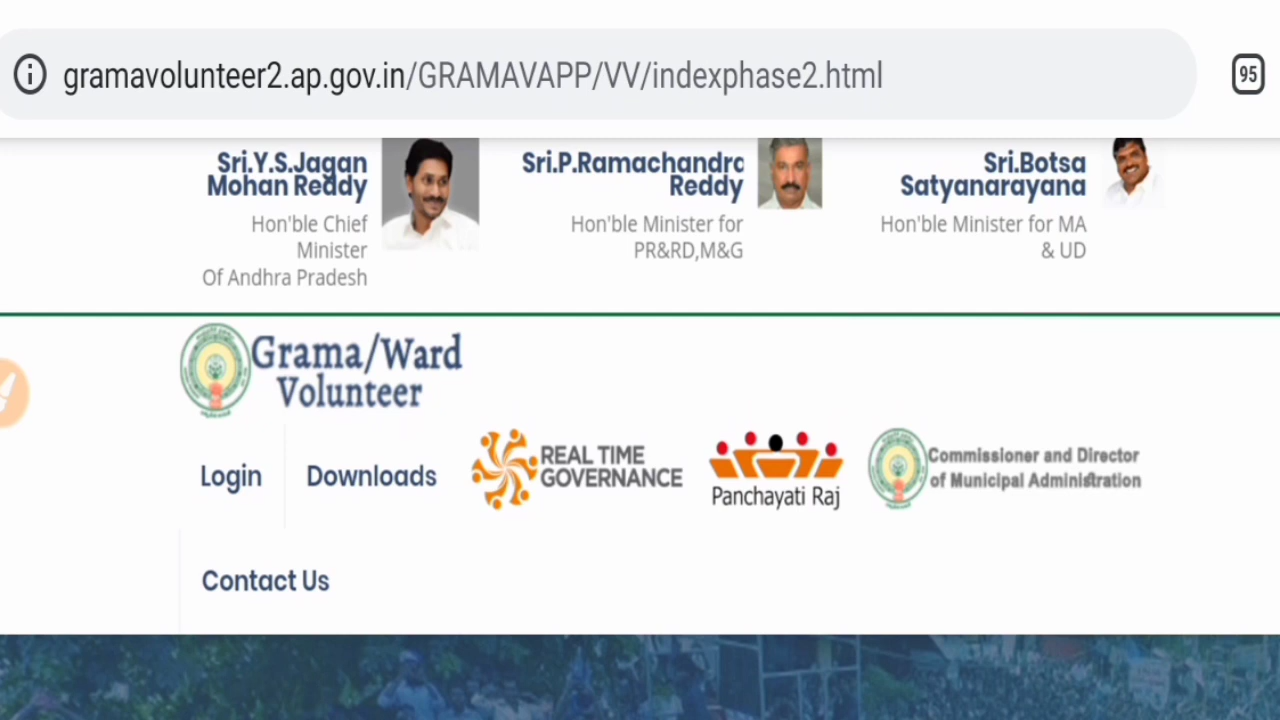 gramavolunteer2.ap.gov.in/GRAMAVAPP/VV/indexphase2.html
95
Sri.Y.S.Jagan
Mohan Reddy
Hon'ble Chief
Minister
Of Andhra Pradesh
Sri.P.Ramachandra
Reddy
Hon'ble Minister for
PR&RD,M&G
Sri.Botsa
Satyanarayana
Hon'ble Minister for MA
& UD
Grama/Ward
Volunteer
Login
Downloads
REAL TIME
GOVERNANCE
Panchayati Raj
Commissioner and Director
of Municipal Administration
Contact Us